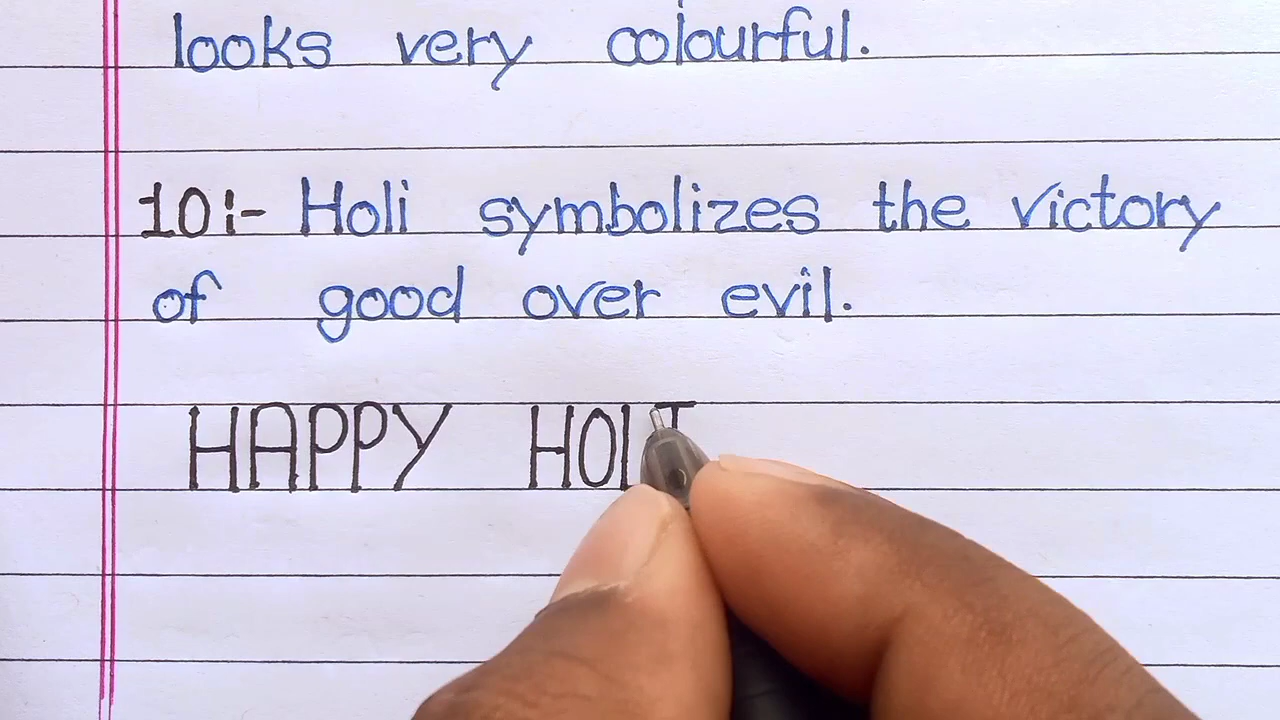 looks very colourful.
10:- Holi symbolizes the victory
of good over evil.
HAPPY HOLI